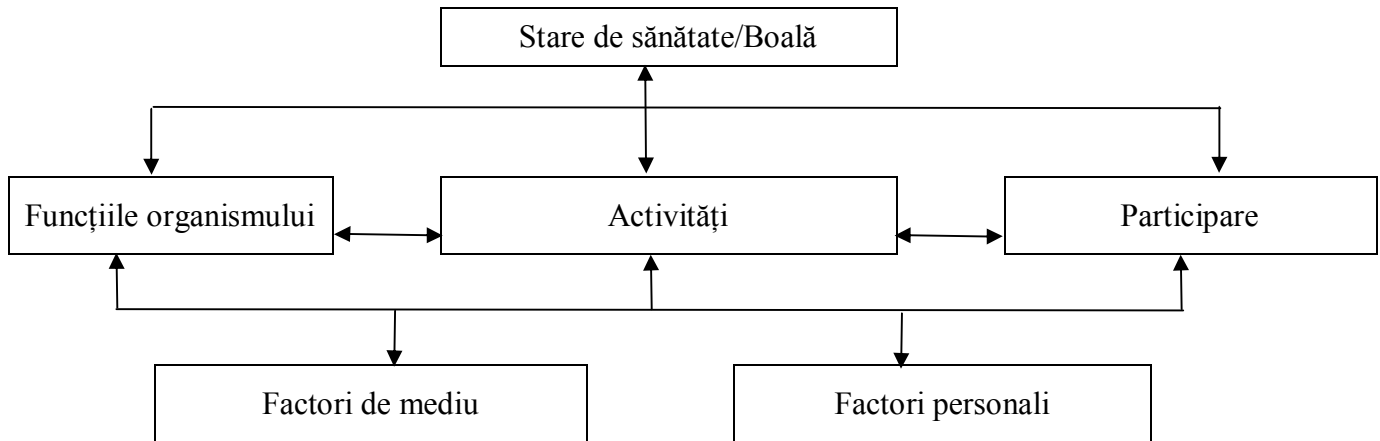 Stare de sănătate/Boală
Funcțiile organismului
Activități
Participare
Factori de mediu
Factori personali